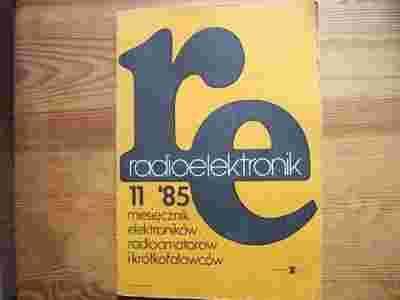 re
radioelektronik
11 '85
miesięcznik
elektroników
radioamatorów
i krótkofalowców